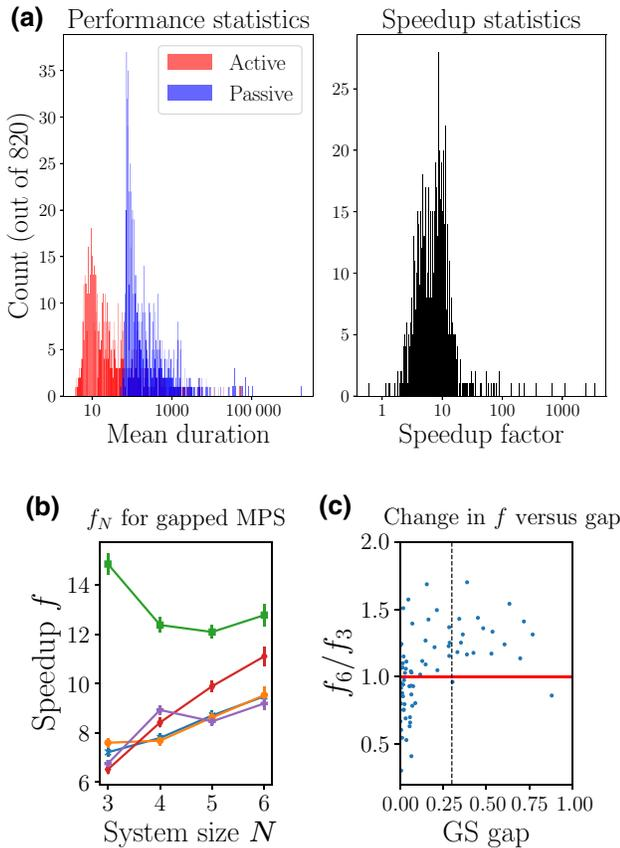 (a) Performance statistics
Speedup statistics
Active
Passive
Count (out of 820)
35
30
25
20
15
10
5
0
10 1000 100 000
Mean duration
25
20
15
10
5
0
1 10 100 1000
Speedup factor
(b) f_N for gapped MPS
Speedup f
14
12
10
8
6
3 4 5 6
System size N
(c) Change in f versus gap
f_6/f_3
2.0
1.5
1.0
0.5
0.00 0.25 0.50 0.75 1.00
GS gap